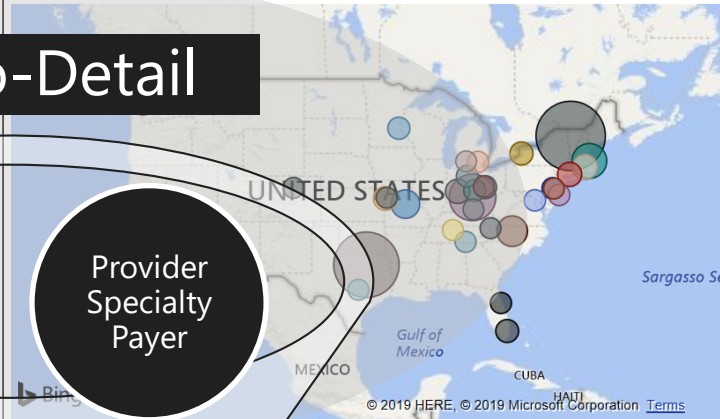 -Detail
UNITED STATES
Provider
Specialty
Payer
Sargasso Se
Gulf of
Mexico
MEXICO
CUBA
HAITI
Bing
© 2019 HERE, © 2019 Microsoft Corporation Terms